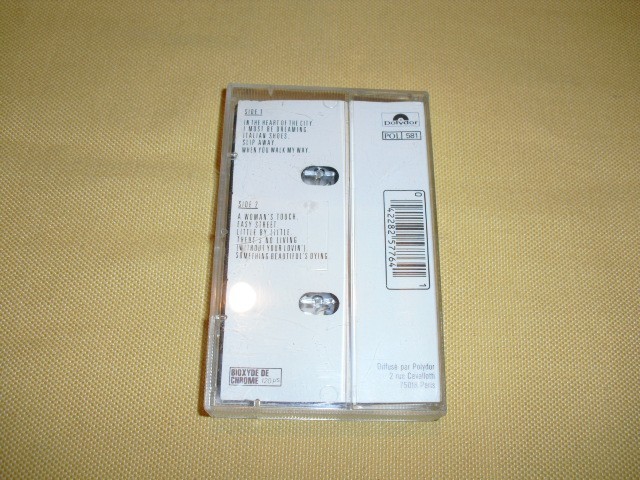 SIDE 1
IN THE HEART OF THE CITY
I MUST BE DREAMING
ITALIAN SHOES
SLIP AWAY
WHEN YOU WALK MY WAY
SIDE 2
A WOMAN'S TOUCH
EASY STREET
LITTLE BY LITTLE
THERE'S NO LIVING
(WITHOUT YOUR LOVIN')
SOMETHING BEAUTIFUL'S DYING
BIOXYDE DE
CHROME 120µs
Polydor
POL 581
0 42282 57764 1
Diffusé par Polydor
2 rue Cavallotti
75018 Paris